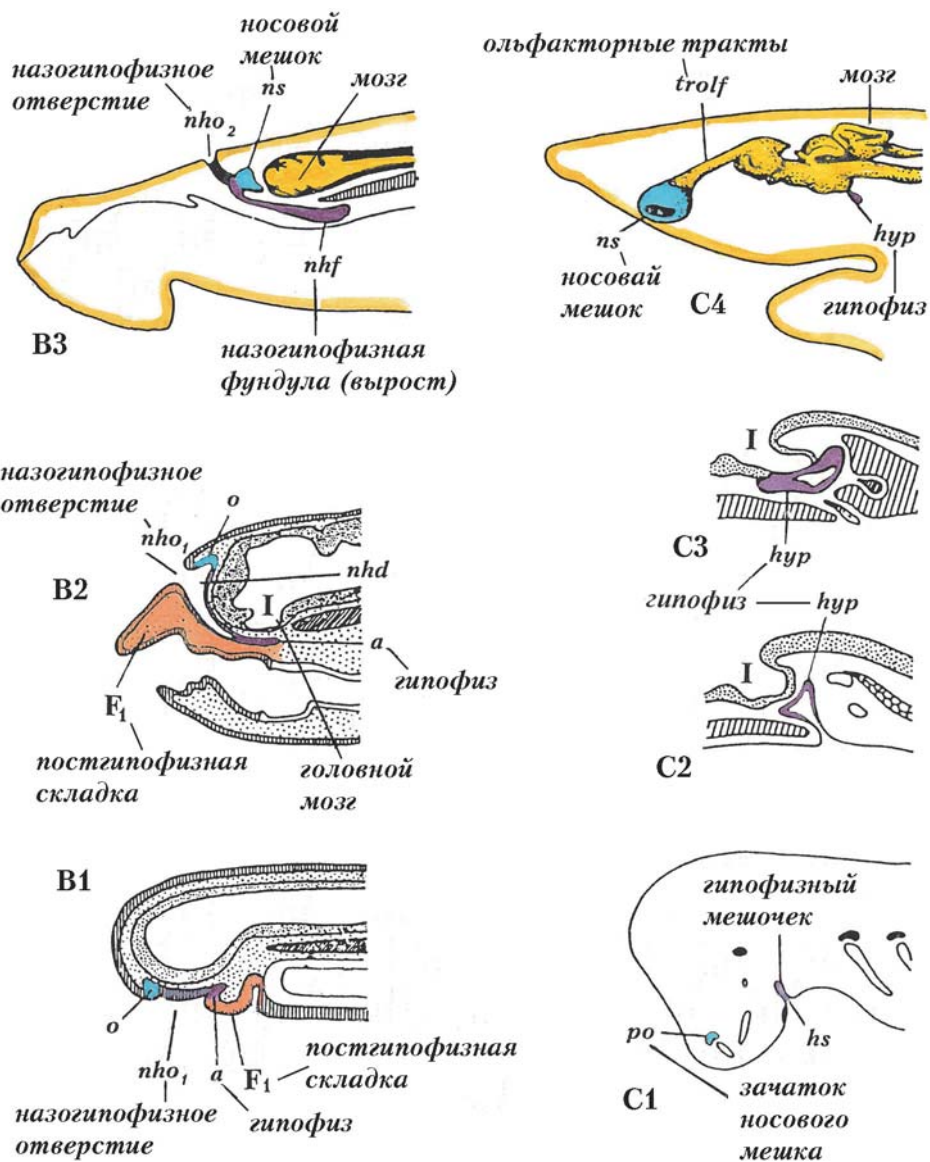 назогипофизное
отверстие
nho₂
носовой
мешок
ns
мозг
nhf
B3
назогипофизная
фундула (вырост)
ольфакторные тракты
trolf
мозг
ns
носовай
мешок
hyp
C4
гипофиз
назогипофизное
отверстие
nho₁
o
B2
nhd
I
a
гипофиз
F₁
постгипофизная
складка
головной
мозг
I
C3
hyp
гипофиз
hyp
I
C2
B1
o
nho₁
a
F₁
постгипофизная
складка
назогипофизное
отверстие
гипофиз
гипофизный
мешочек
po
hs
C1
зачаток
носового
мешка